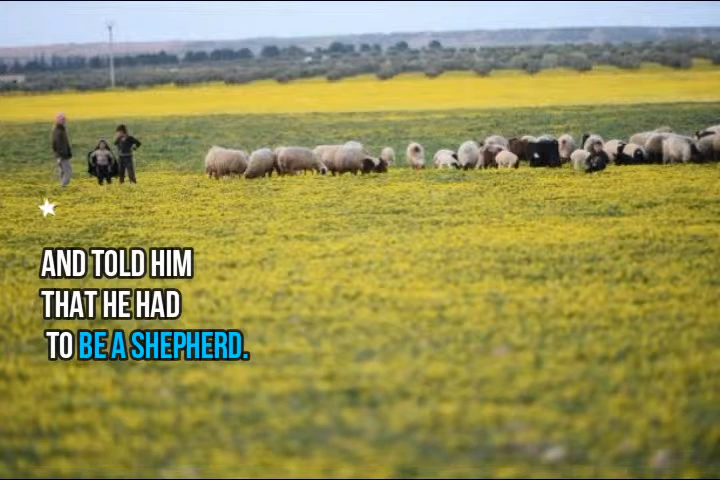 AND TOLD HIM
THAT HE HAD
TO BE A SHEPHERD.